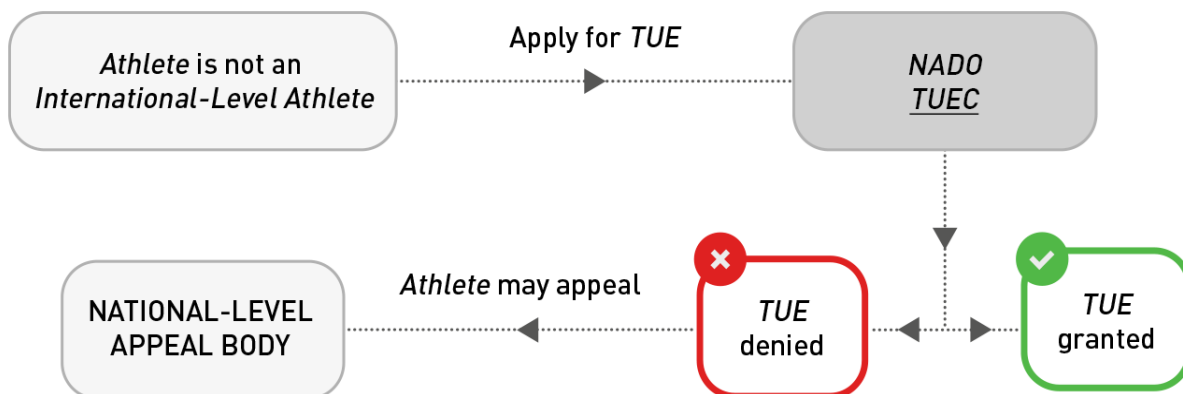 Athlete is not an
International-Level Athlete
Apply for TUE
NADO
TUEC
NATIONAL-LEVEL
APPEAL BODY
Athlete may appeal
TUE
denied
TUE
granted